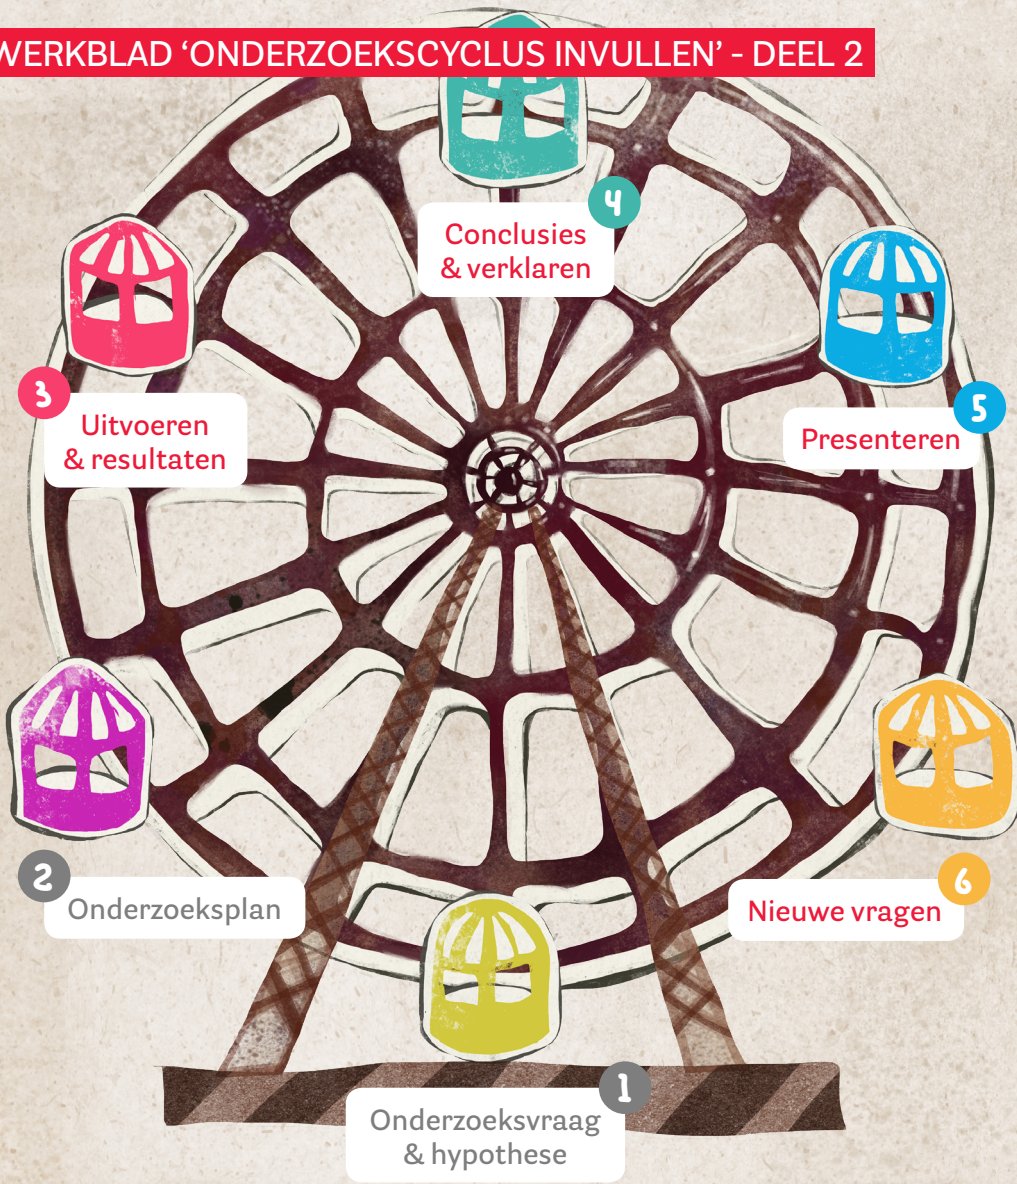 WERKBLAD ‘ONDERZOEKSCYCLUS INVULLEN’ - DEEL 2
4
Conclusies
& verklaren
3
Uitvoeren
& resultaten
5
Presenteren
2
Onderzoeksplan
6
Nieuwe vragen
1
Onderzoeksvraag
& hypothese